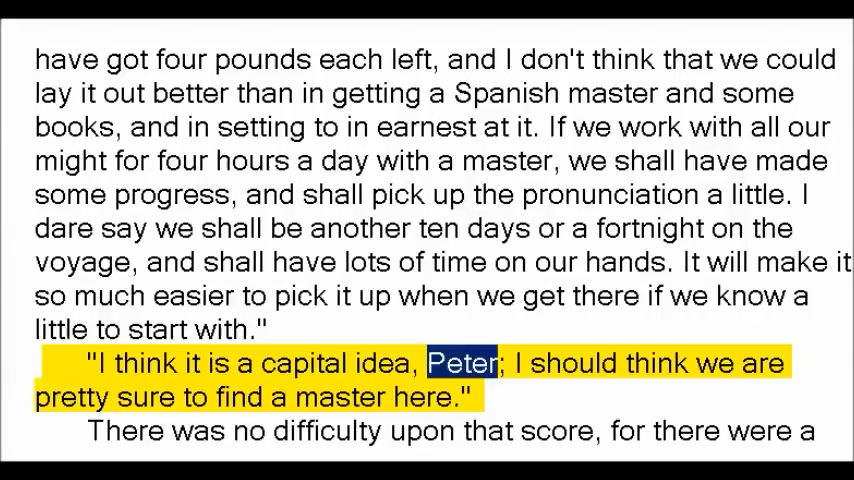 have got four pounds each left, and I don't think that we could
lay it out better than in getting a Spanish master and some
books, and in setting to in earnest at it. If we work with all our
might for four hours a day with a master, we shall have made
some progress, and shall pick up the pronunciation a little. I
dare say we shall be another ten days or a fortnight on the
voyage, and shall have lots of time on our hands. It will make it
so much easier to pick it up when we get there if we know a
little to start with."
"I think it is a capital idea, Peter; I should think we are
pretty sure to find a master here."
There was no difficulty upon that score, for there were a